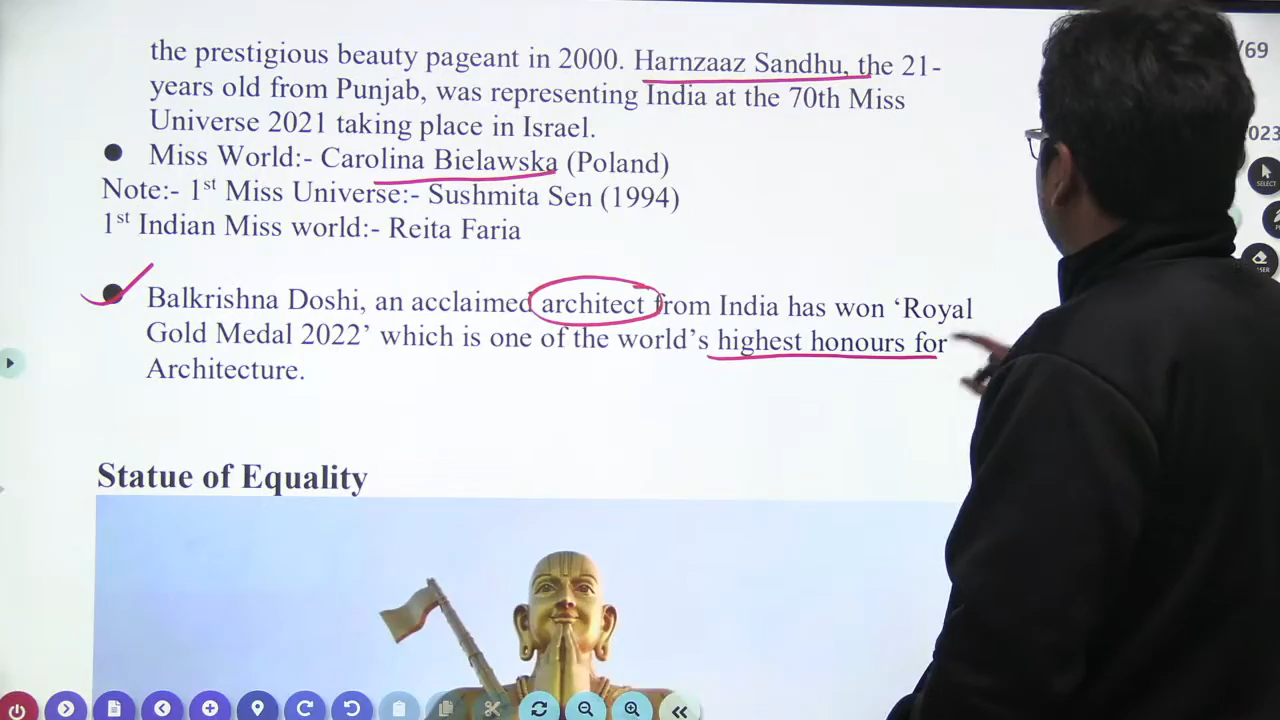 the prestigious beauty pageant in 2000. Harnzaaz Sandhu, the 21-
years old from Punjab, was representing India at the 70th Miss
Universe 2021 taking place in Israel.
● Miss World:- Carolina Bielawska (Poland)
Note:- 1st Miss Universe:- Sushmita Sen (1994)
1st Indian Miss world:- Reita Faria
● Balkrishna Doshi, an acclaimed architect from India has won ‘Royal
Gold Medal 2022’ which is one of the world’s highest honours for
Architecture.
Statue of Equality
/69
023
SELECT